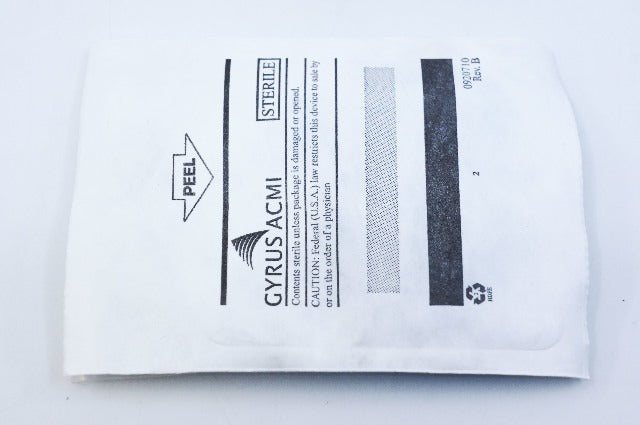 PEEL
STERILE
GYRUS ACMI
Contents sterile unless package is damaged or opened.
CAUTION: Federal (U.S.A.) law restricts this device to sale by
or on the order of a physician
2
0920710
Rev. B
HDPE